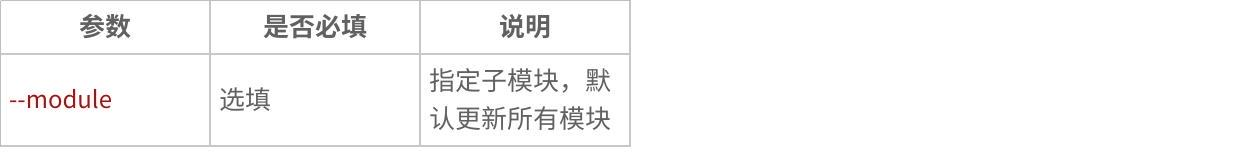 参数 是否必填 说明
--module 选填 指定子模块，默
认更新所有模块